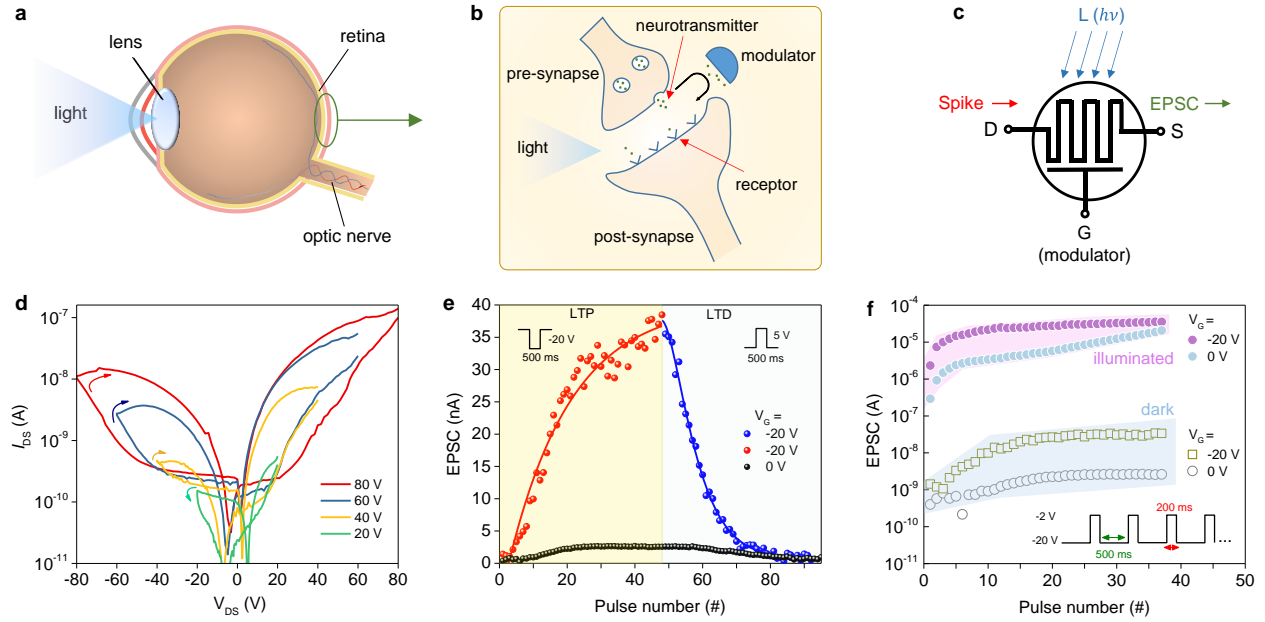 a
lens
retina
light
optic nerve
b
neurotransmitter
modulator
pre-synapse
light
receptor
post-synapse
c
L (hν)
Spike
EPSC
D
S
G
(modulator)
d
10⁻⁷
10⁻⁸
10⁻⁹
10⁻¹⁰
10⁻¹¹
I_DS (A)
80 V
60 V
40 V
20 V
-80 -60 -40 -20 0 20 40 60 80
V_DS (V)
e
LTP
LTD
-20 V
500 ms
5 V
500 ms
V_G =
-20 V
-20 V
0 V
40
35
30
25
20
15
10
5
0
EPSC (nA)
0 20 40 60 80
Pulse number (#)
f
10⁻⁴
10⁻⁵
10⁻⁶
10⁻⁷
10⁻⁸
10⁻⁹
10⁻¹⁰
10⁻¹¹
EPSC (A)
V_G =
-20 V
0 V
illuminated
dark
V_G =
-20 V
0 V
-2 V
-20 V
200 ms
500 ms
...
0 10 20 30 40 50
Pulse number (#)